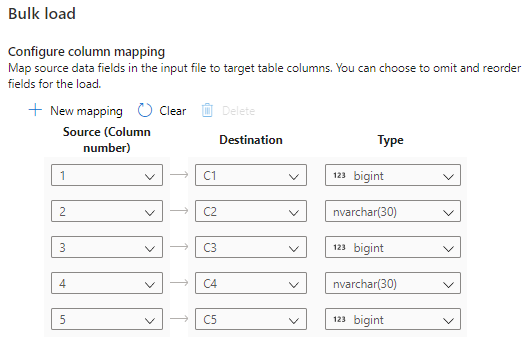 Bulk load
Configure column mapping
Map source data fields in the input file to target table columns. You can choose to omit and reorder
fields for the load.
New mapping Clear Delete
Source (Column
number) Destination Type
1 C1 123 bigint
2 C2 nvarchar(30)
3 C3 123 bigint
4 C4 nvarchar(30)
5 C5 123 bigint